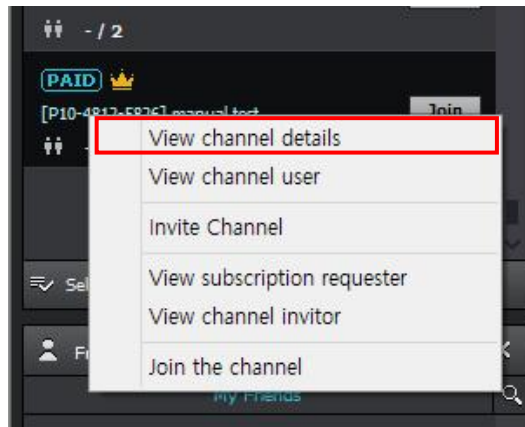 - / 2
PAID
[P10-4812-5826] manual test
Join
View channel details
View channel user
Invite Channel
View subscription requester
View channel invitor
Join the channel
My Friends